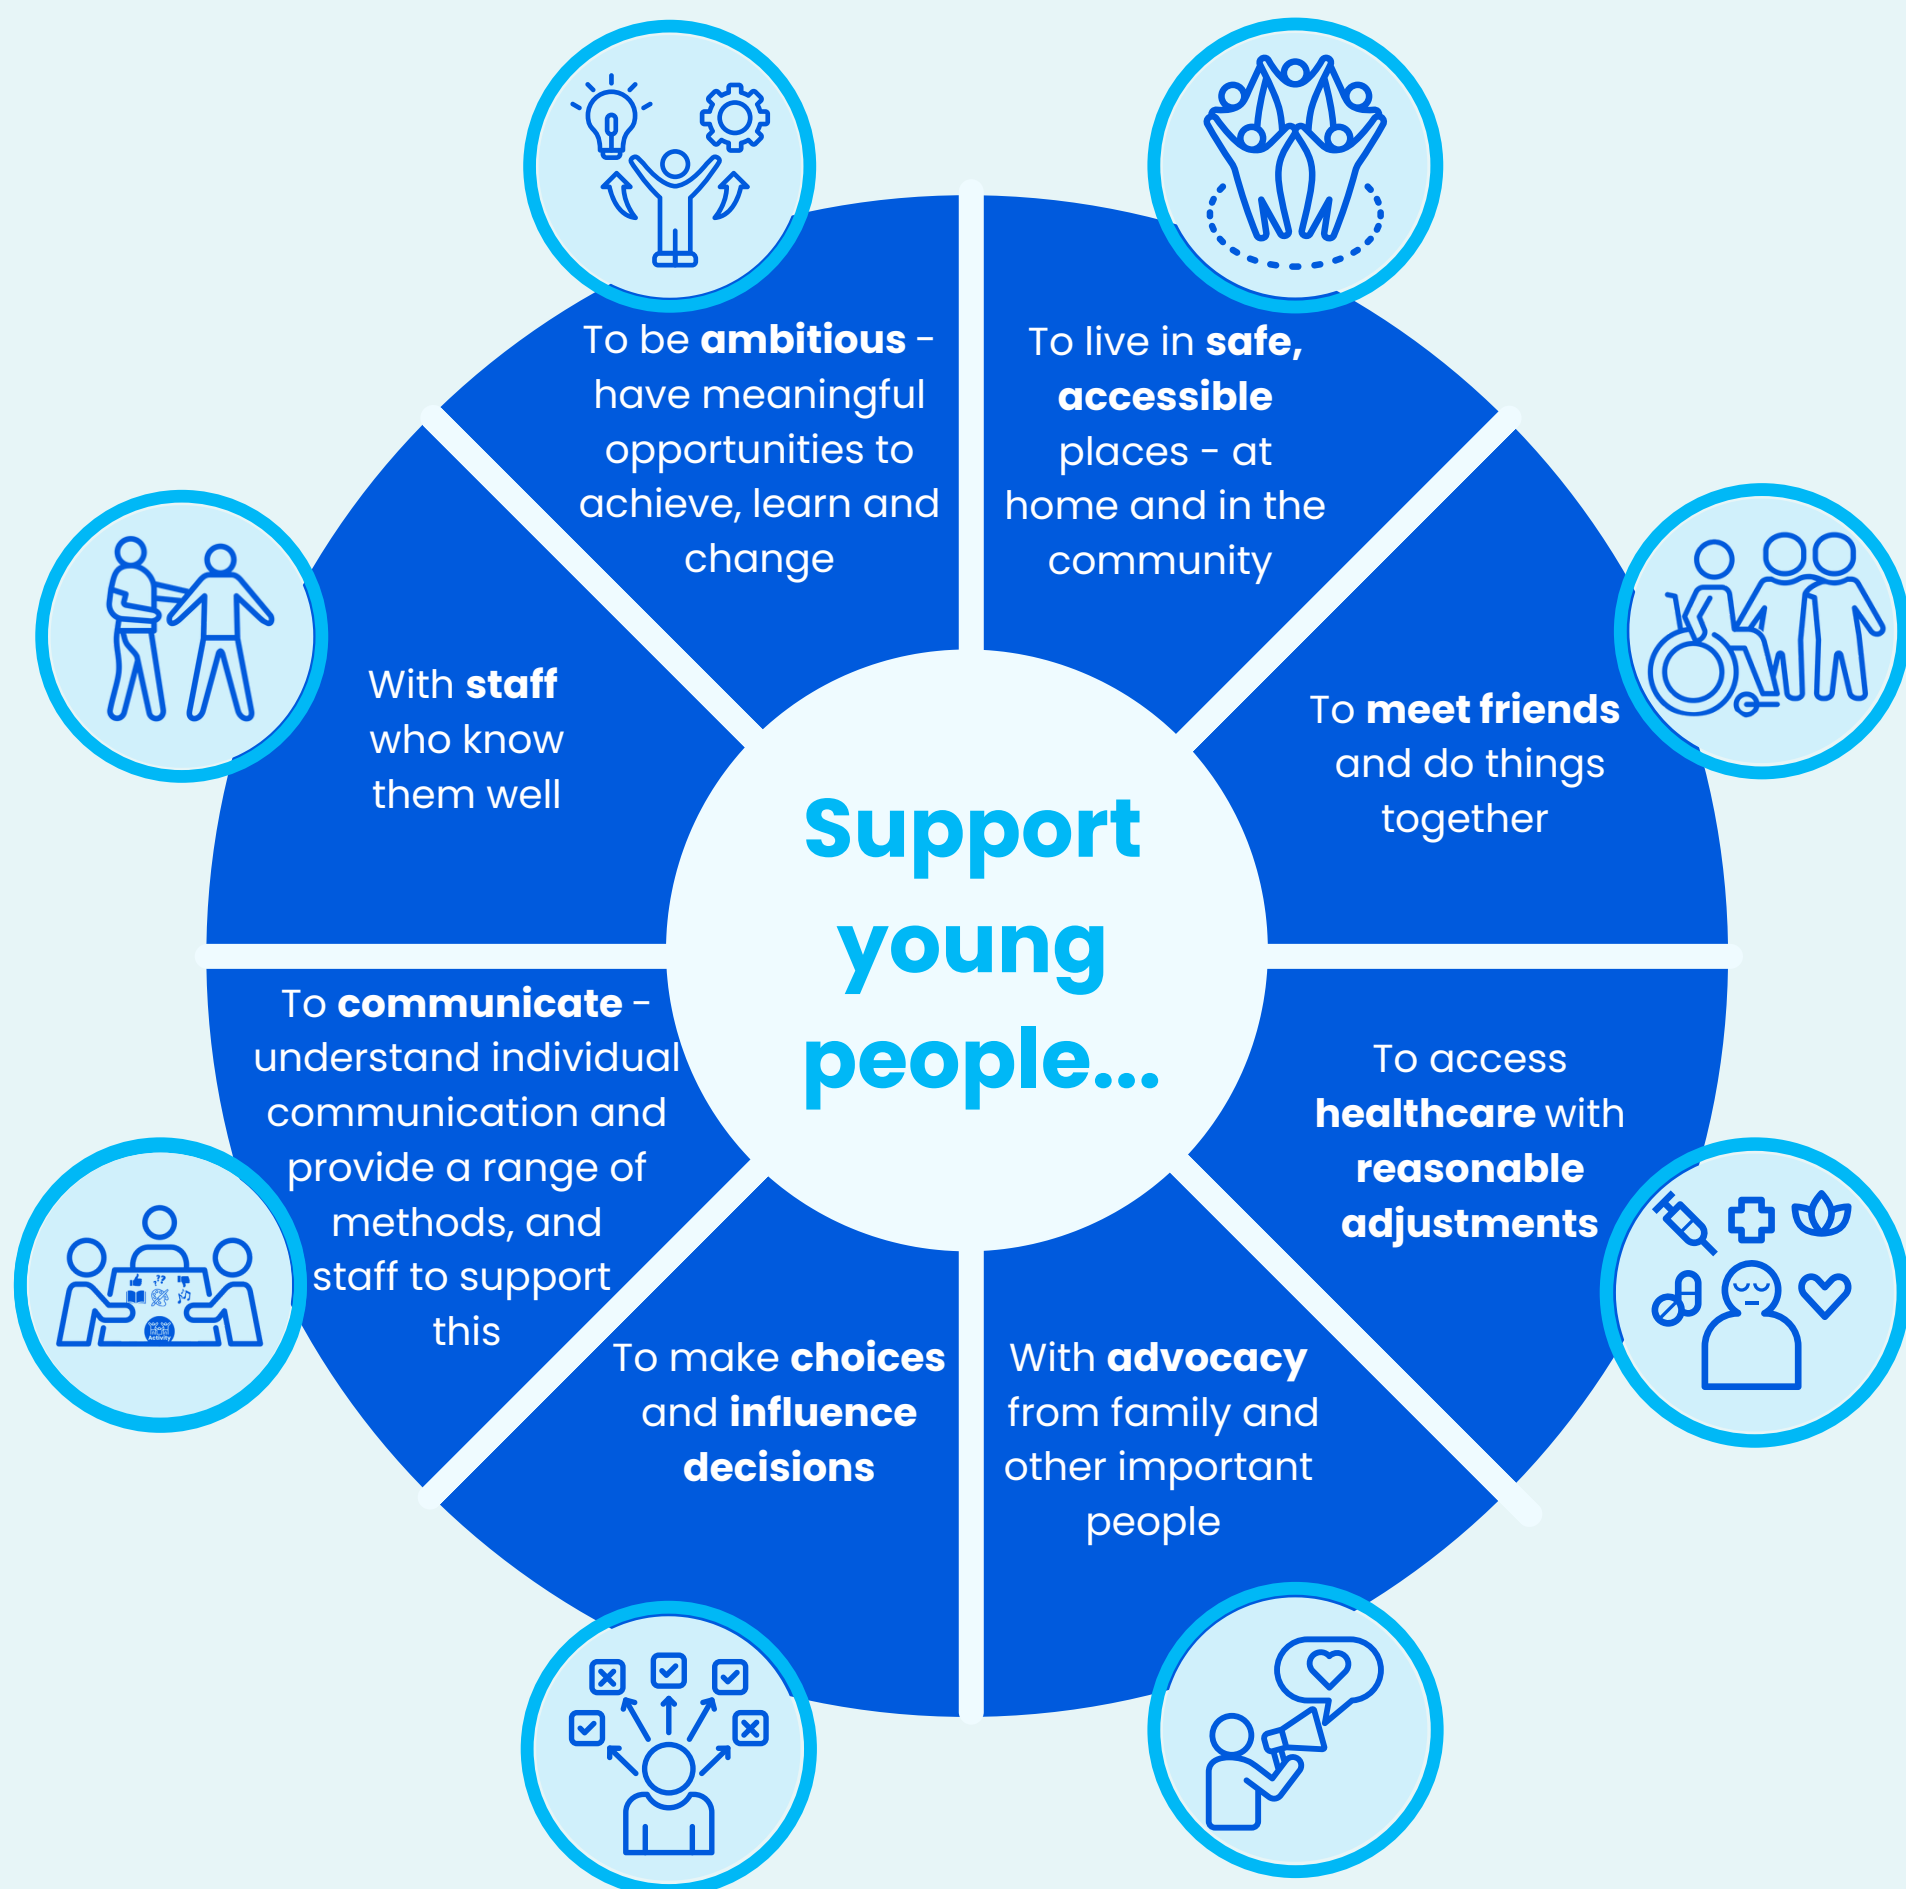 Support
young
people...
To live in safe,
accessible
places - at
home and in the
community
To meet friends
and do things
together
To access
healthcare with
reasonable
adjustments
With advocacy
from family and
other important
people
To make choices
and influence
decisions
To communicate -
understand individual
communication and
provide a range of
methods, and
staff to support
this
With staff
who know
them well
To be ambitious -
have meaningful
opportunities to
achieve, learn and
change
??
Activity